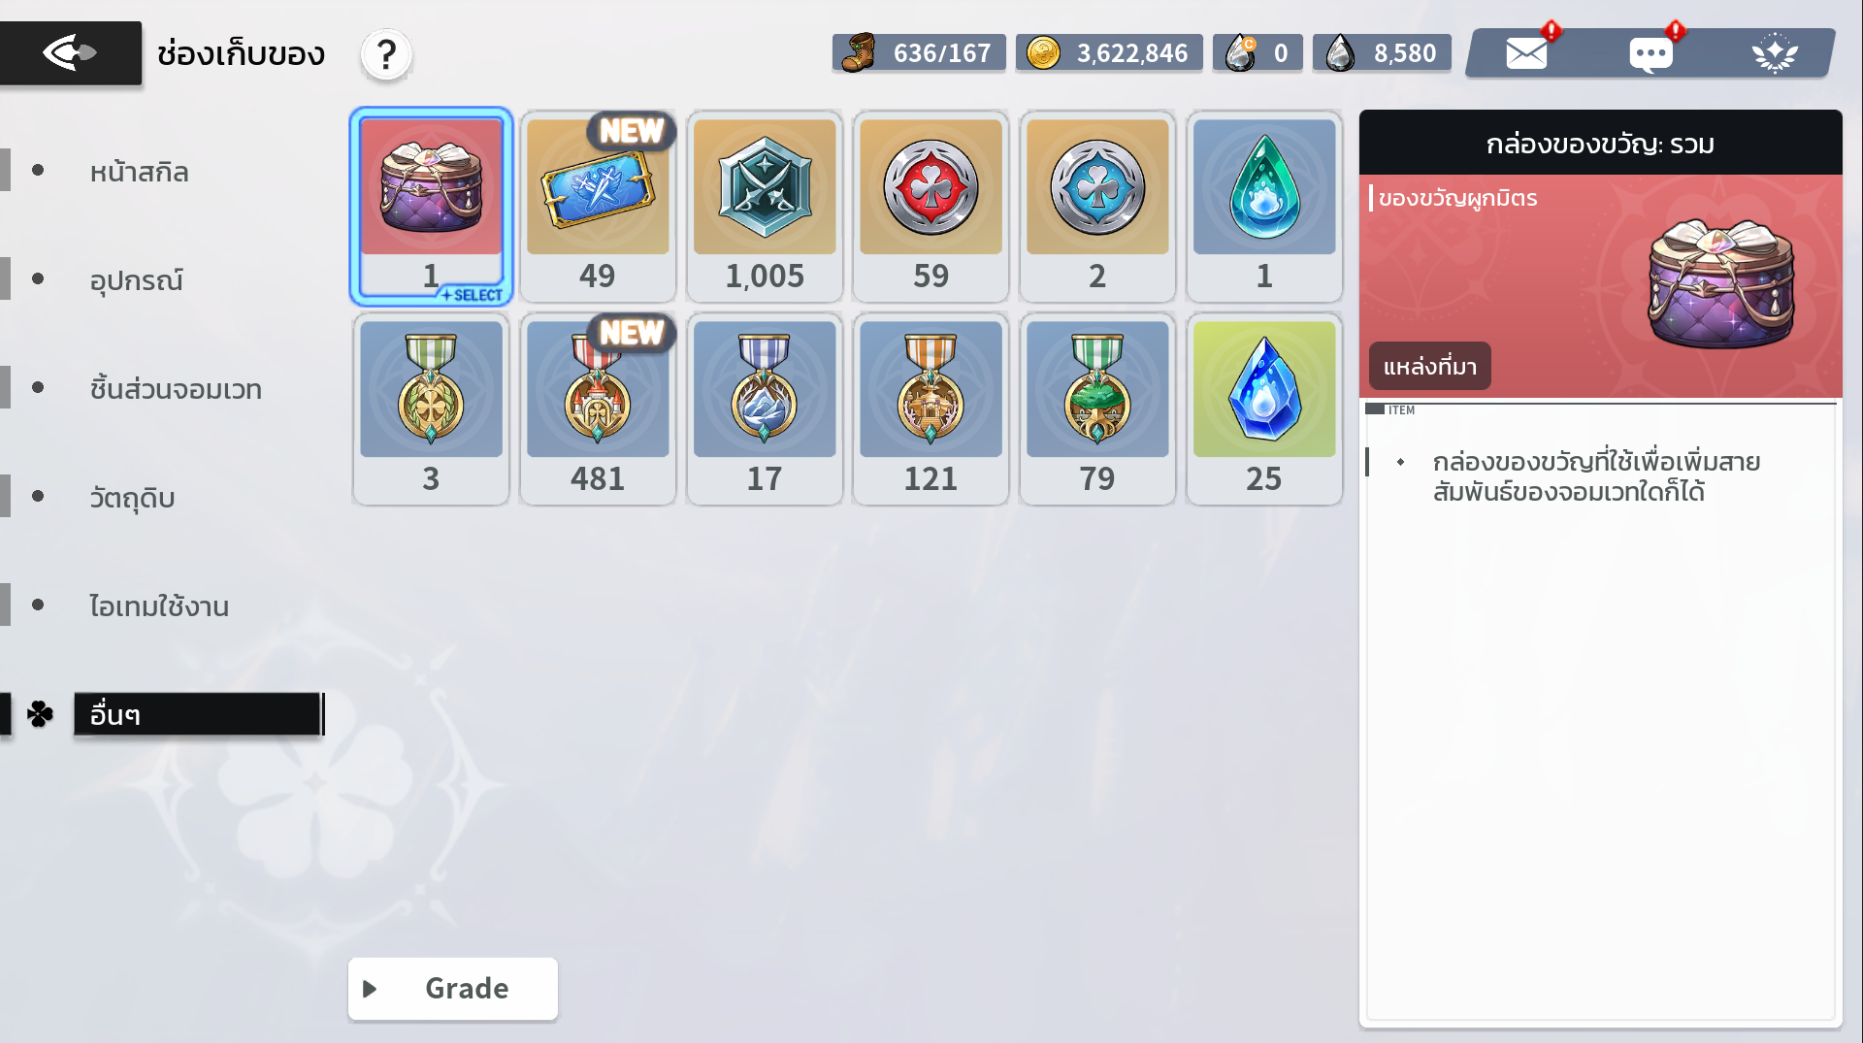 ช่องเก็บของ
?
636/167
3,622,846
0
8,580
หน้าสกิล
อุปกรณ์
ชิ้นส่วนจอมเวท
วัตถุดิบ
ไอเทมใช้งาน
อื่นๆ
1
SELECT
NEW
49
1,005
59
2
1
3
NEW
481
17
121
79
25
Grade
กล่องของขวัญ: รวม
ของขวัญผูกมิตร
แหล่งที่มา
ITEM
กล่องของขวัญที่ใช้เพื่อเพิ่มสาย
สัมพันธ์ของจอมเวทใดก็ได้